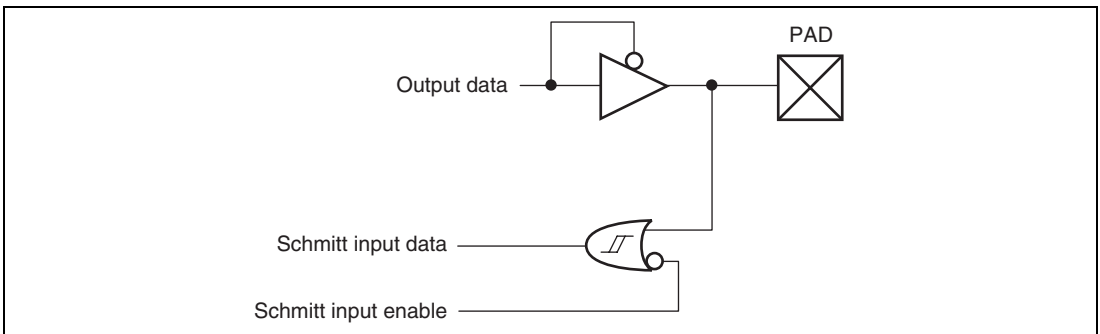 PAD
Output data
Schmitt input data
Schmitt input enable